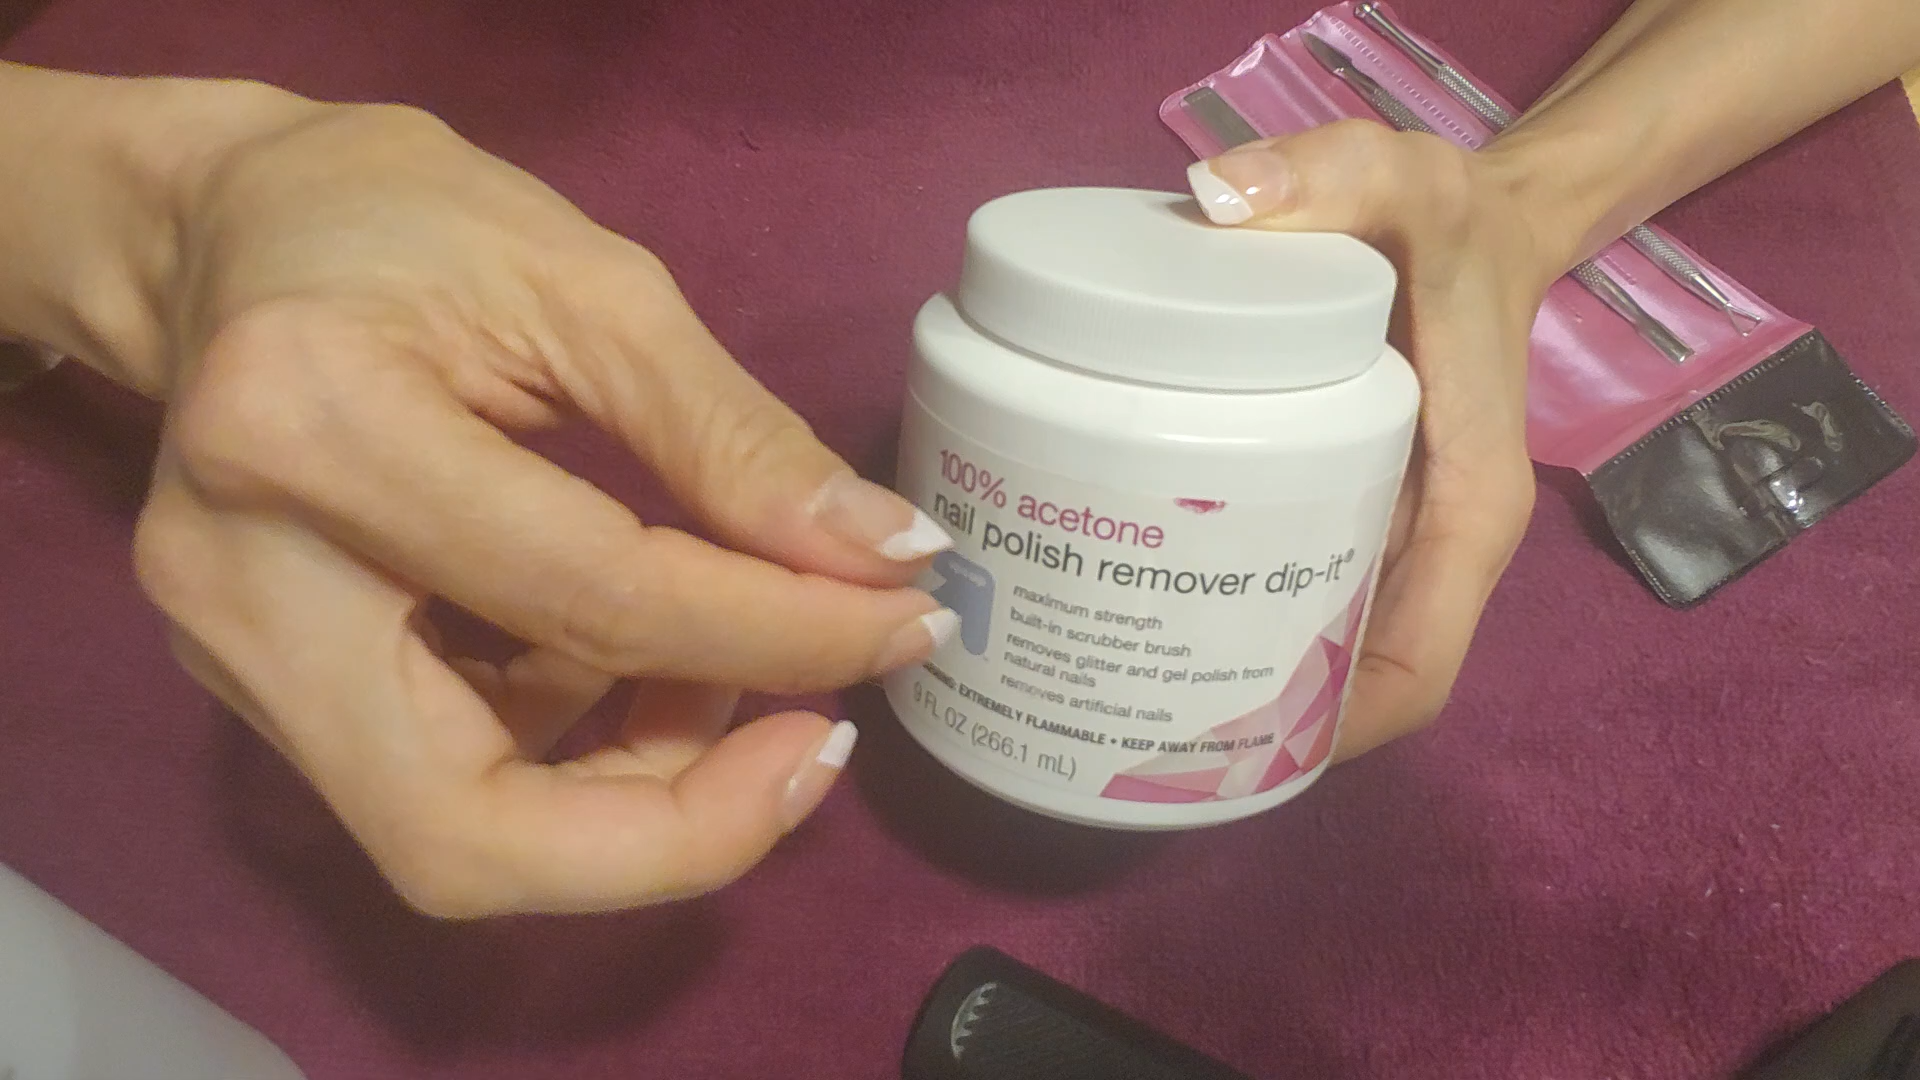 100% acetone
nail polish remover dip-it®
maximum strength
built-in scrubber brush
removes glitter and gel polish from
natural nails
removes artificial nails
EXTREMELY FLAMMABLE • KEEP AWAY FROM FLAME
9 FL OZ (266.1 mL)